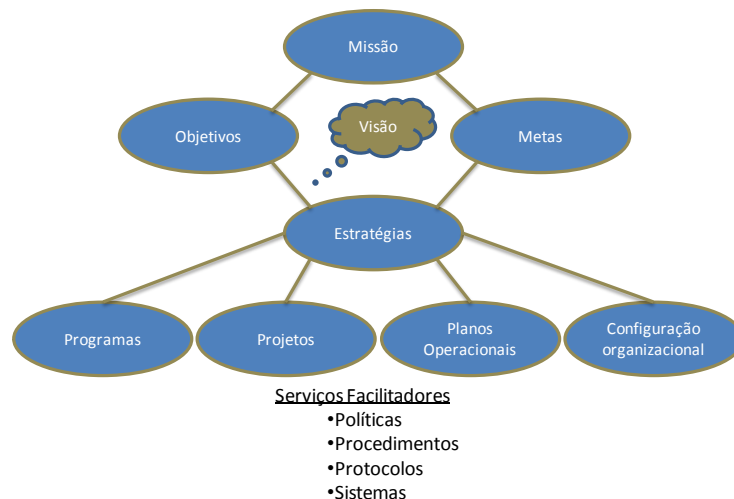 Missão
Visão
Objetivos
Metas
Estratégias
Programas
Projetos
Planos
Operacionais
Configuração
organizacional
Serviços Facilitadores
•Políticas
•Procedimentos
•Protocolos
•Sistemas